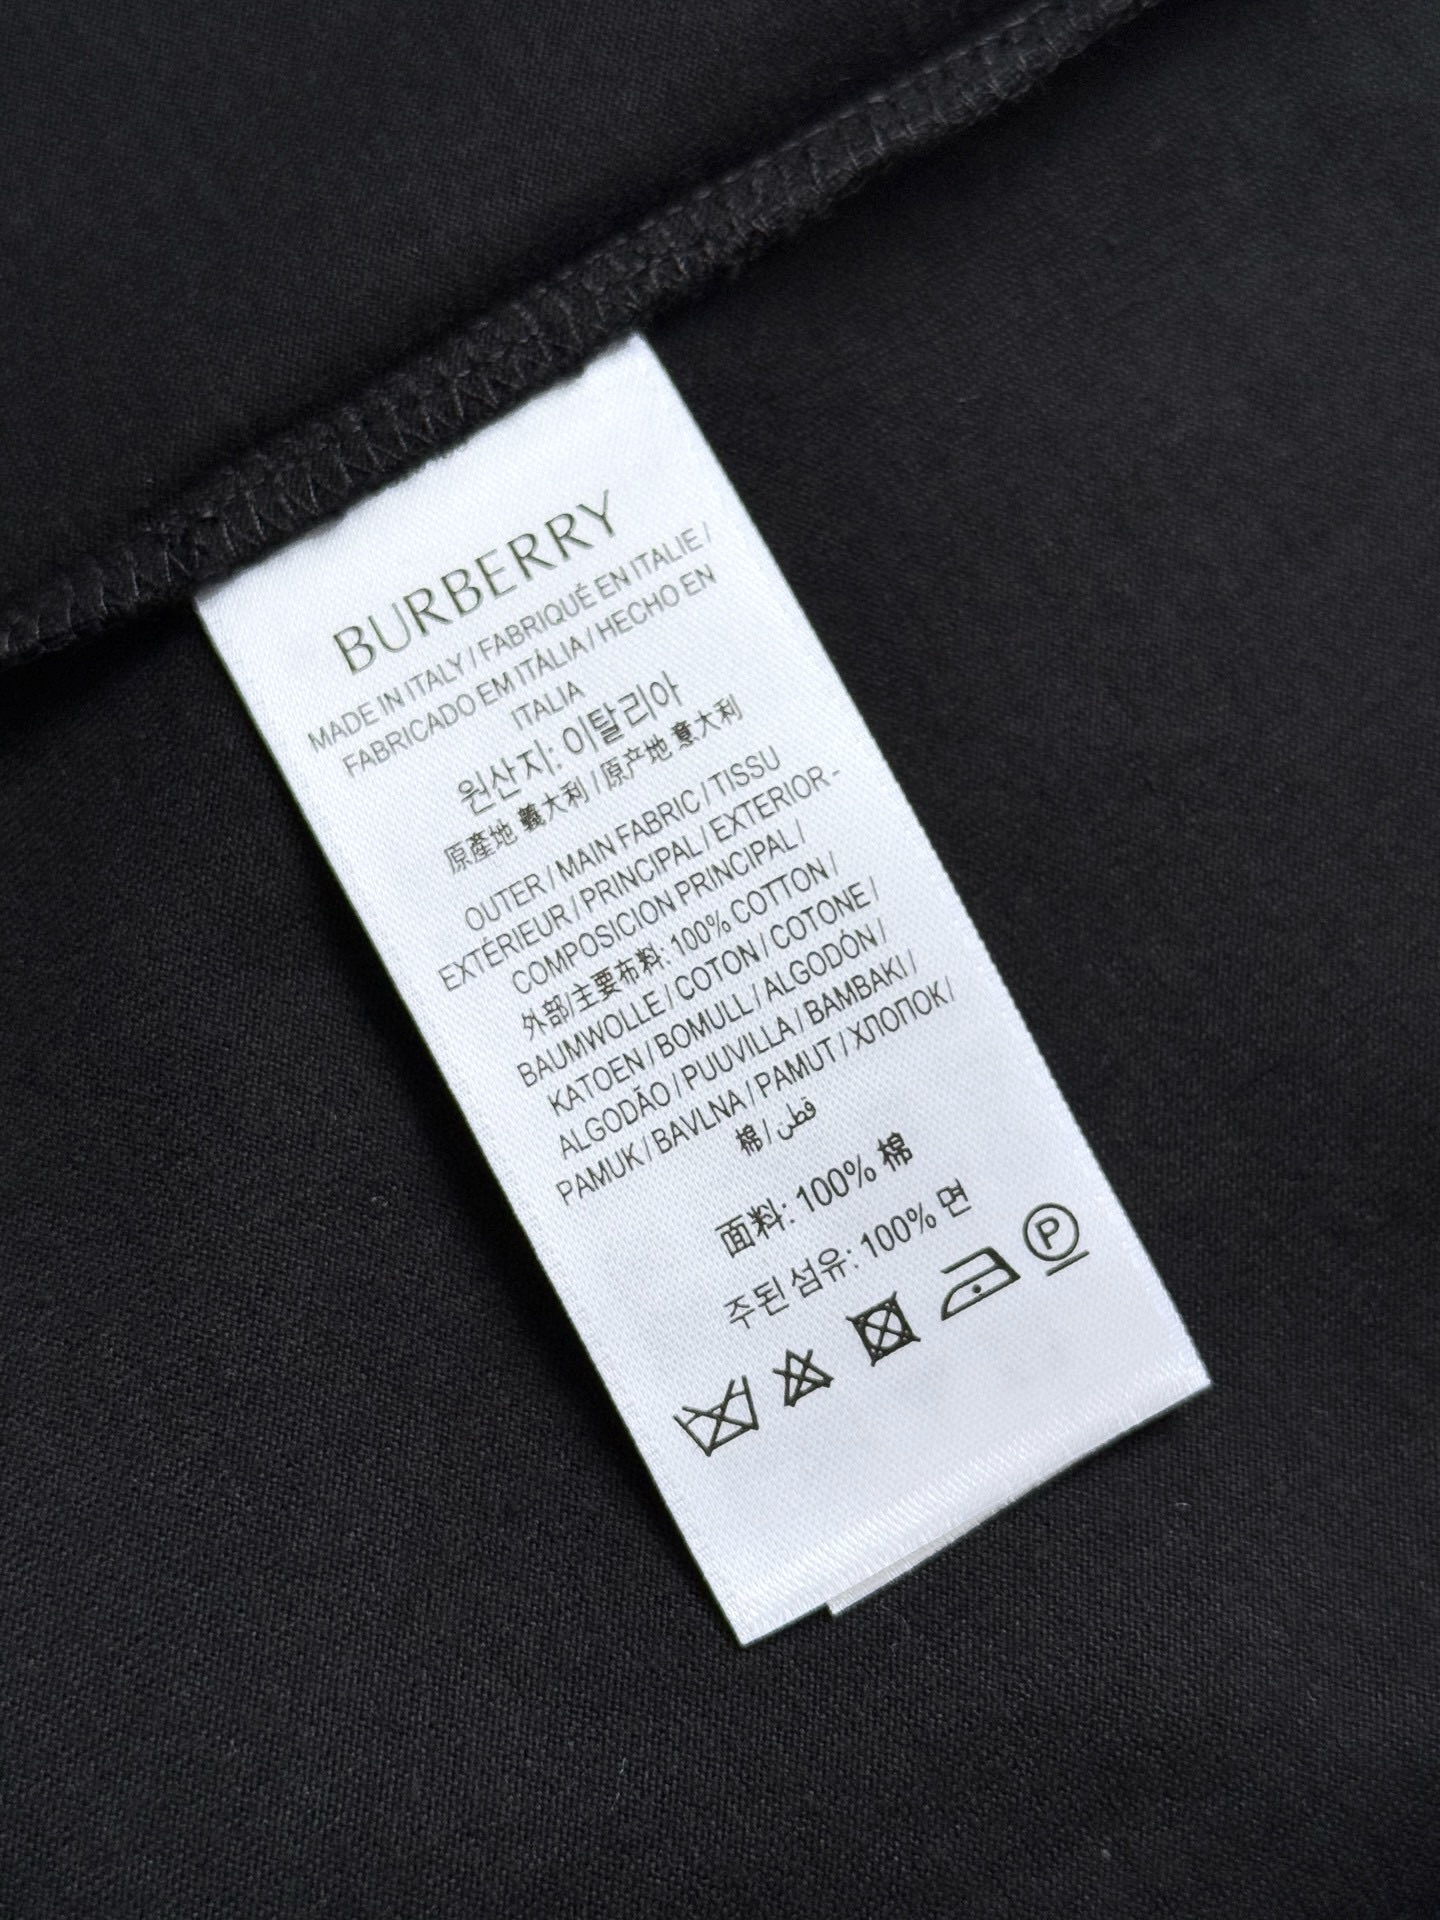 BURBERRY
MADE IN ITALY / FABRIQUÉ EN ITALIE /
FABRICADO EM ITÁLIA / HECHO EN
ITALIA
원산지: 이탈리아
原產地 義大利 / 原产地 意大利
OUTER / MAIN FABRIC / TISSU
EXTÉRIEUR / PRINCIPAL / EXTERIOR -
COMPOSICION PRINCIPAL /
外部/主要布料: 100% COTTON /
BAUMWOLLE / COTON / COTONE /
KATOEN / BOMULL / ALGODÓN /
ALGODÃO / PUUVILLA / BAMBAKI /
PAMUK / BAVLNA / PAMUT / ХЛОПОК /
棉 / قطن
面料: 100% 棉
주된 섬유: 100% 면
P